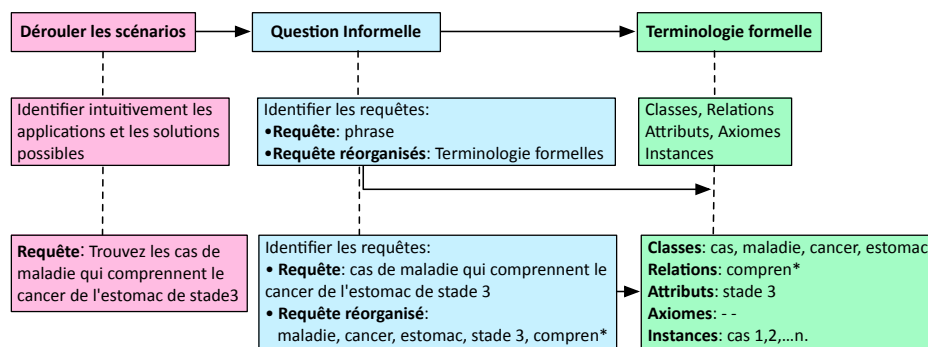 Dérouler les scénarios
Question Informelle
Terminologie formelle
Identifier intuitivement les
applications et les solutions
possibles
Identifier les requêtes:
•Requête: phrase
•Requête réorganisés: Terminologie formelles
Classes, Relations
Attributs, Axiomes
Instances
Requête: Trouvez les cas de
maladie qui comprennent le
cancer de l'estomac de stade3
Identifier les requêtes:
• Requête: cas de maladie qui comprennent le
cancer de l'estomac de stade 3
• Requête réorganisé:
maladie, cancer, estomac, stade 3, compren*
Classes: cas, maladie, cancer, estomac
Relations: compren*
Attributs: stade 3
Axiomes: - -
Instances: cas 1,2,...n.